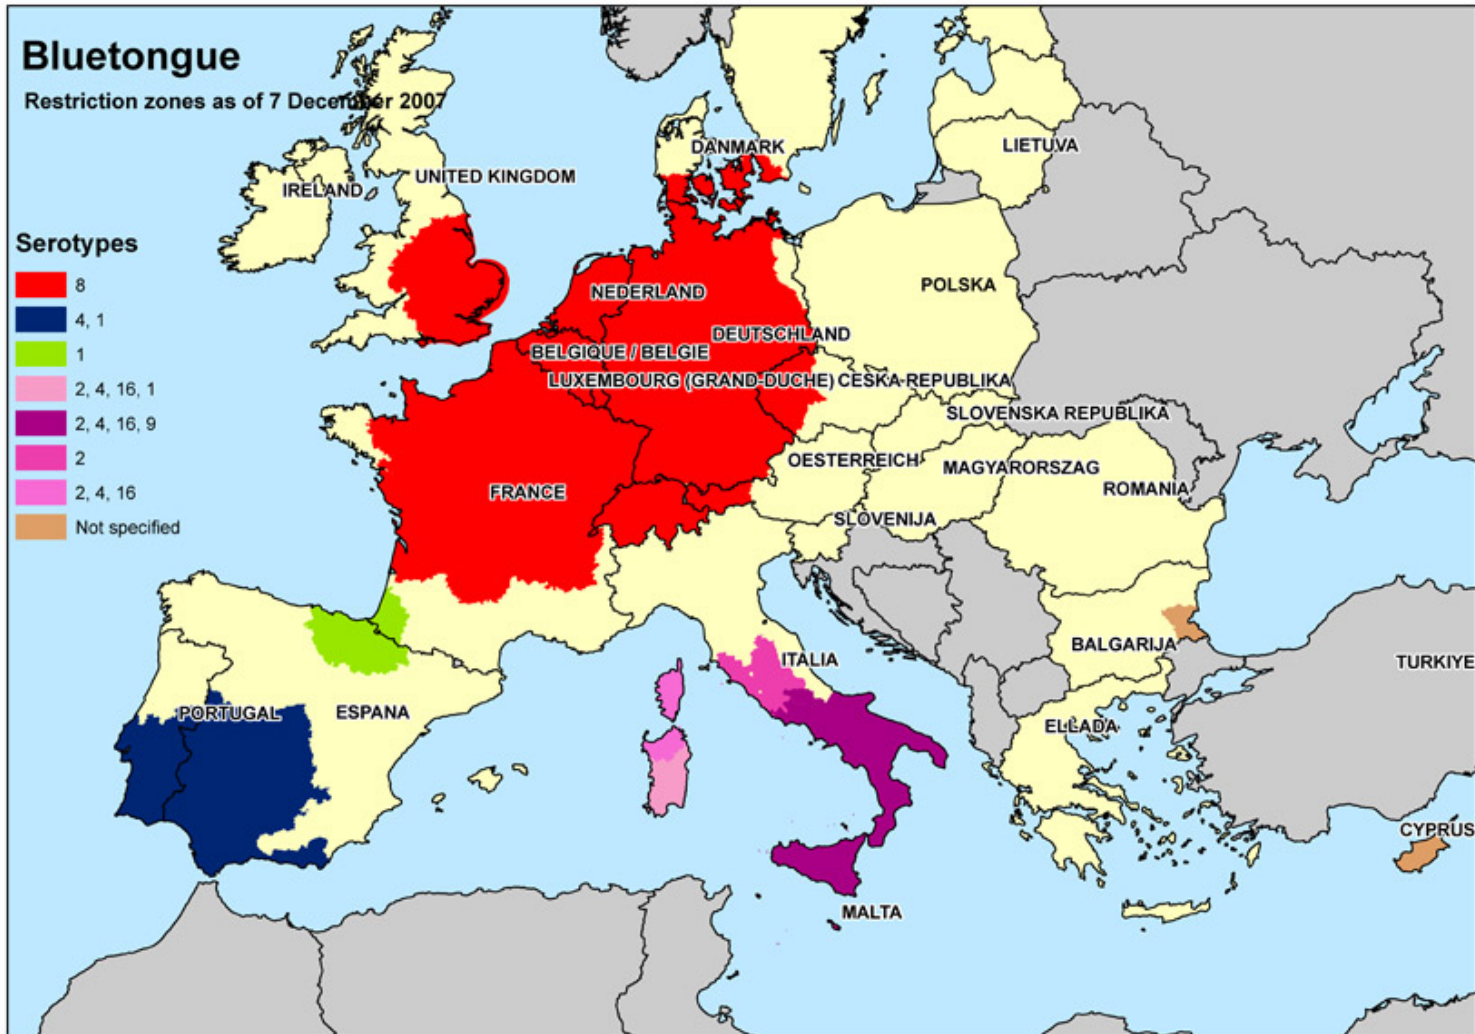 Bluetongue
Restriction zones as of 7 December 2007
DANMARK
LIETUVA
UNITED KINGDOM
IRELAND
Serotypes
8
4, 1
1
2, 4, 16, 1
2, 4, 16, 9
2
2, 4, 16
Not specified
POLSKA
NEDERLAND
DEUTSCHLAND
BELGIQUE / BELGIE
LUXEMBOURG (GRAND-DUCHE)
CESKA REPUBLIKA
SLOVENSKA REPUBLIKA
OESTERREICH
MAGYARORSZAG
FRANCE
ROMANIA
SLOVENIJA
BALGARIJA
ITALIA
TURKIYE
PORTUGAL
ESPANA
ELLADA
CYPRUS
MALTA